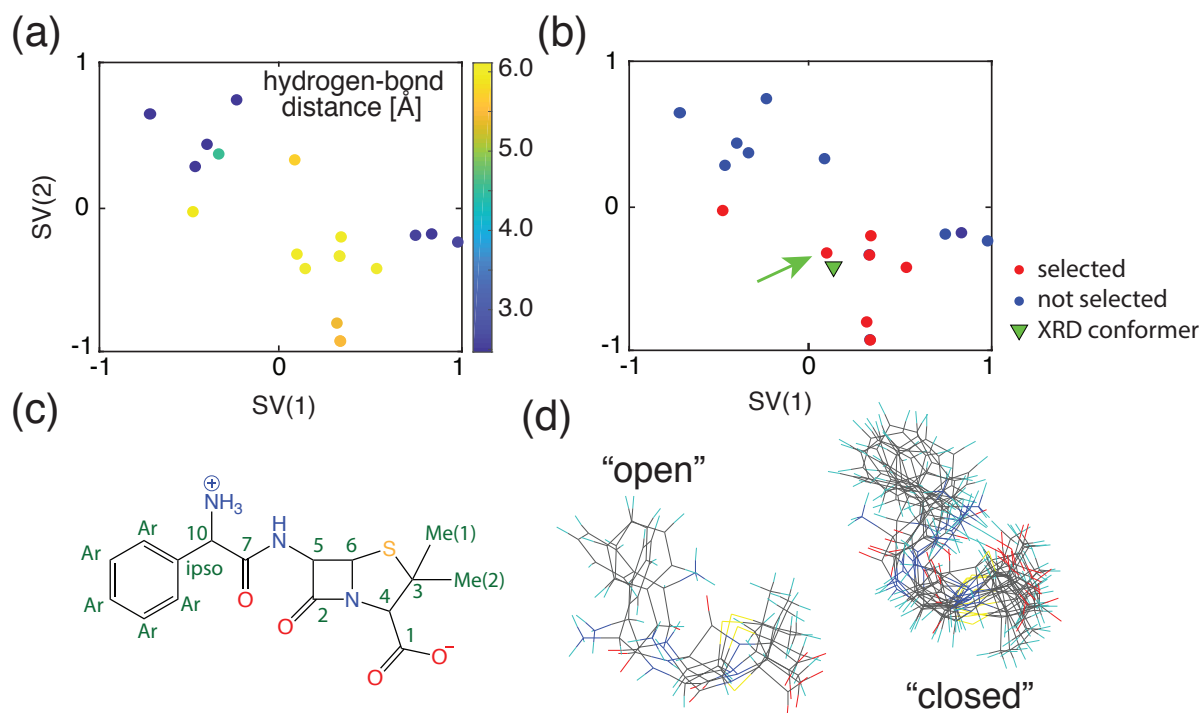 (a)
1
0
-1
SV(2)
-1
0
1
SV(1)
hydrogen-bond
distance [Å]
6.0
5.0
4.0
3.0
(b)
1
0
-1
-1
0
1
SV(1)
selected
not selected
XRD conformer
(c)
⊕
NH3
Ar
10
Ar
7
H
N
5
6
S
Me(1)
ipso
Me(2)
Ar
Ar
O
N
4
3
Ar
O
2
1
O
O-
(d)
"open"
"closed"